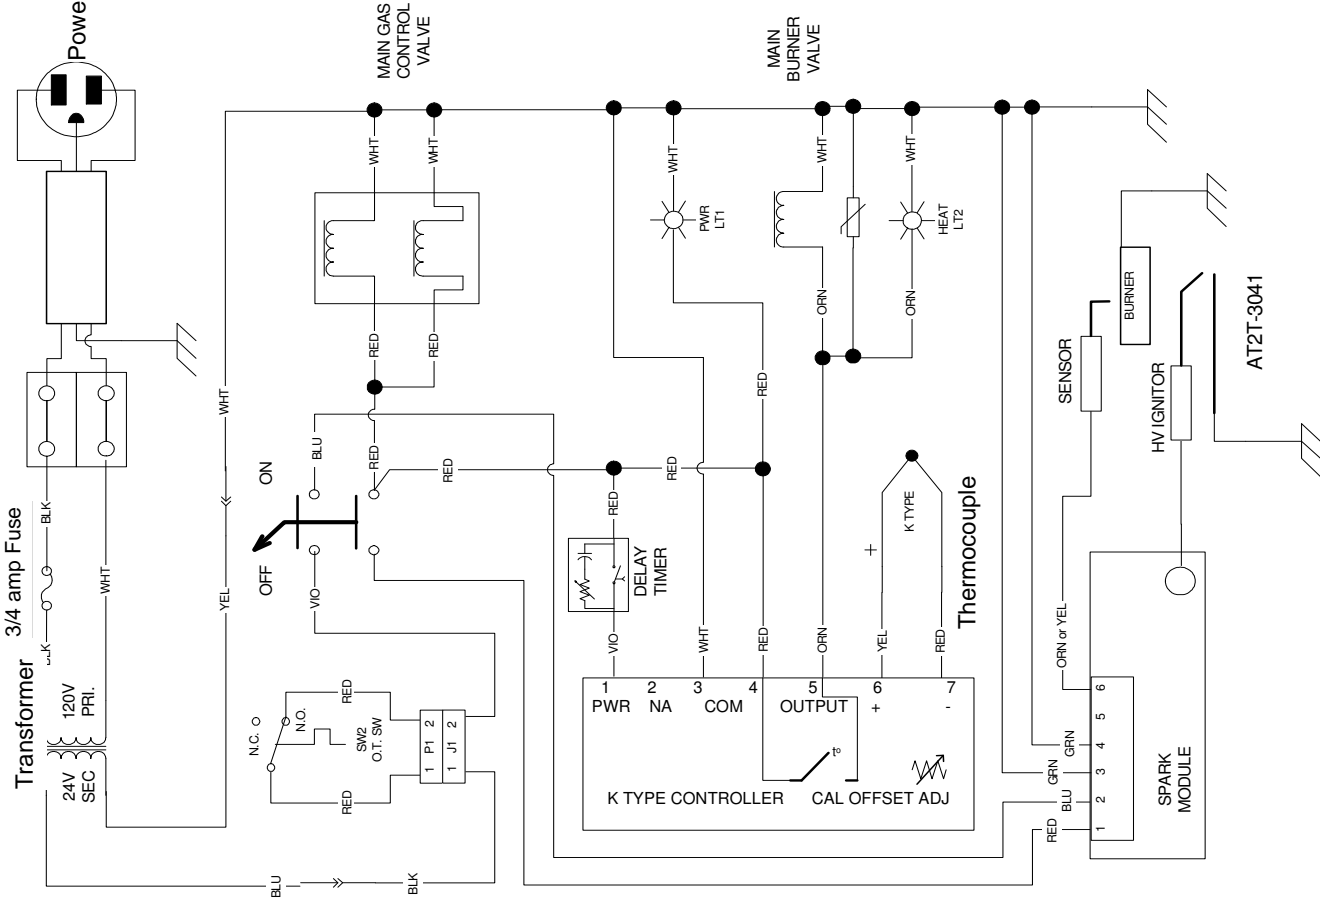 Powe
MAIN GAS
CONTROL
VALVE
MAIN
BURNER
VALVE
WHT
WHT
WHT
WHT
WHT
PWR
LT1
HEAT
LT2
RED
RED
ORN
ORN
RED
WHT
BLU
RED
RED
RED
RED
ON
OFF
3/4 amp Fuse
BLK
WHT
YEL
VIO
DELAY
TIMER
VIO
WHT
RED
ORN
YEL
RED
+
K TYPE
Thermocouple
SENSOR
BURNER
HV IGNITOR
AT2T-3041
ORN or YEL
Transformer
120V
PRI.
24V
SEC
N.C.
N.O.
RED
RED
SW2
O.T. SW
1 P1 2
1 J1 2
BLU
BLK
1 2 3 4 5 6 7
PWR NA COM OUTPUT + -
t°
K TYPE CONTROLLER CAL OFFSET ADJ
RED
BLU
GRN
GRN
1 2 3 4 5 6
SPARK
MODULE